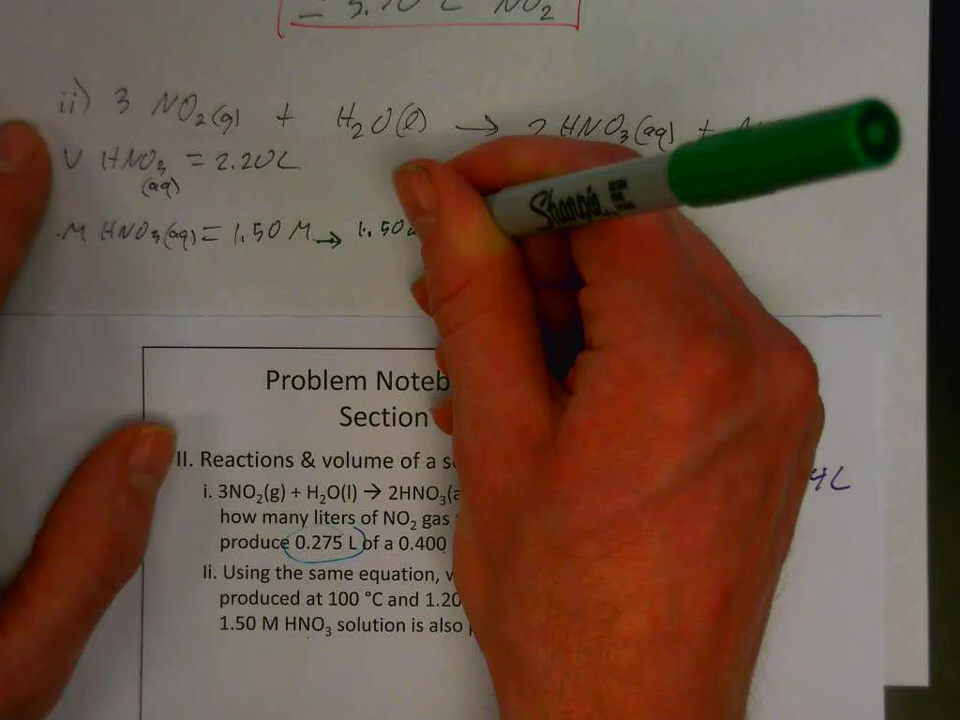 = 3.70 L NO₂
ii) 3 NO₂(g) + H₂O(l) → 2 HNO₃(aq) +
V HNO₃ = 2.20L
(aq)
M HNO₃(aq) = 1.50 M → 1.50
Sharpie
Problem Noteb
Section
II. Reactions & volume of a s
i. 3NO₂(g) + H₂O(l) → 2HNO₃(a
4L
how many liters of NO₂ gas
produce 0.275 L of a 0.400
Ii. Using the same equation,
produced at 100 °C and 1.20
1.50 M HNO₃ solution is also